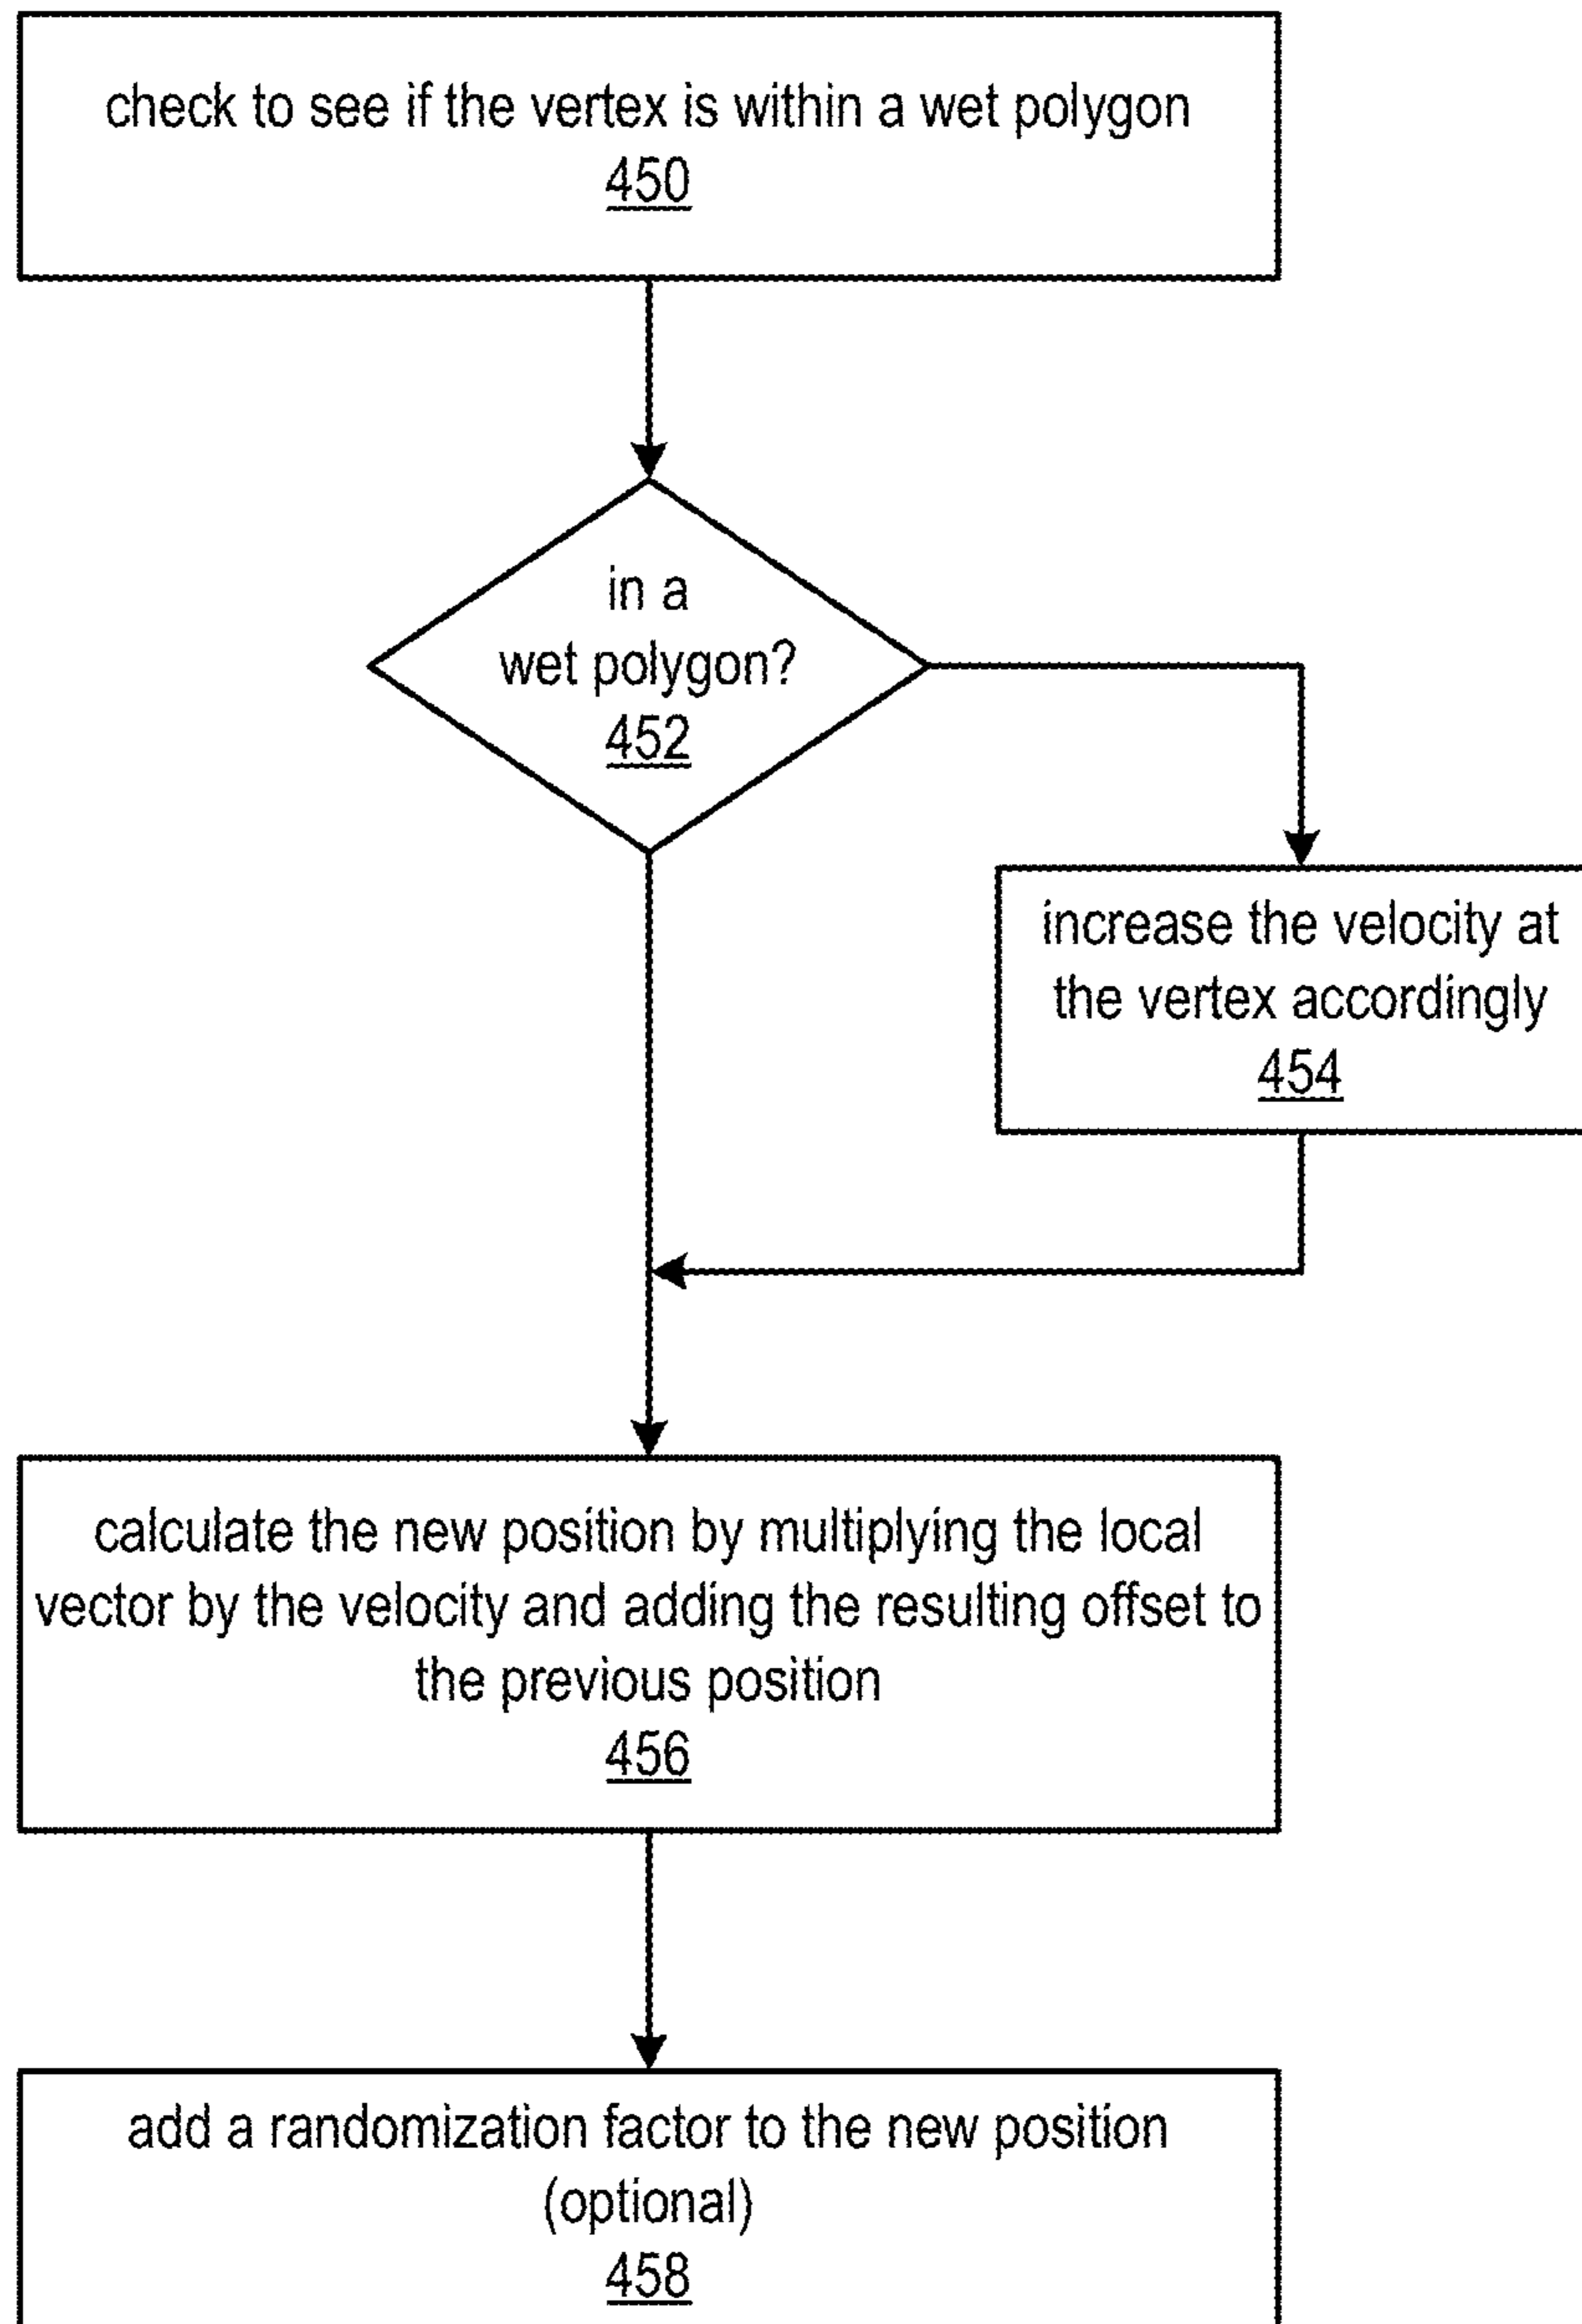 check to see if the vertex is within a wet polygon
450
in a
wet polygon?
452
increase the velocity at
the vertex accordingly
454
calculate the new position by multiplying the local
vector by the velocity and adding the resulting offset to
the previous position
456
add a randomization factor to the new position
(optional)
458